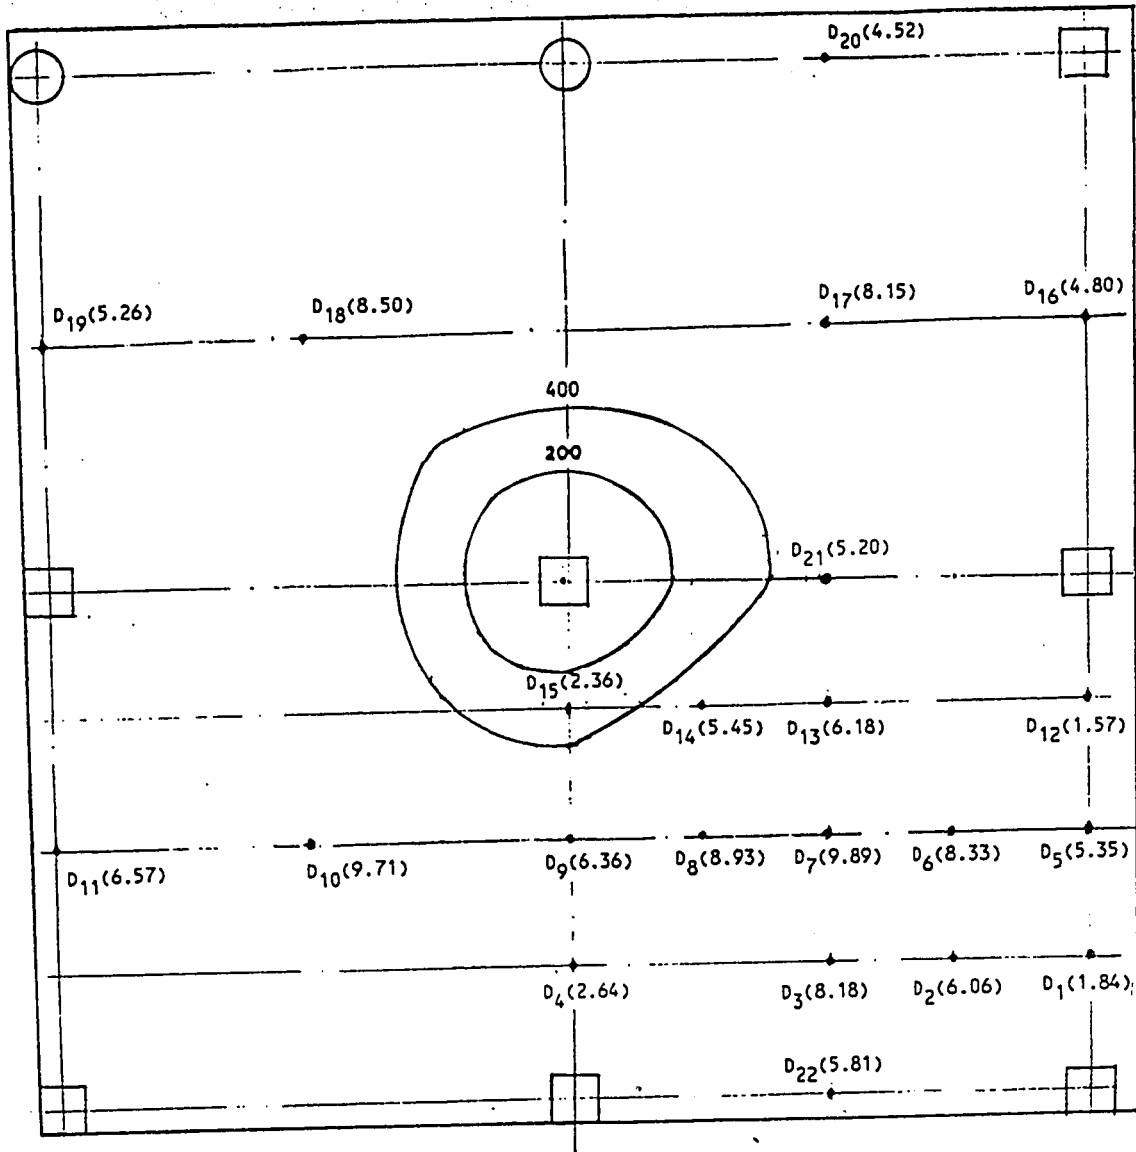 D20(4.52)
D19(5.26)
D18(8.50)
D17(8.15)
D16(4.80)
400
200
D21(5.20)
D15(2.36)
D14(5.45)
D13(6.18)
D12(1.57)
D11(6.57)
D10(9.71)
D9(6.36)
D8(8.93)
D7(9.89)
D6(8.33)
D5(5.35)
D4(2.64)
D3(8.18)
D2(6.06)
D1(1.84)
D22(5.81)